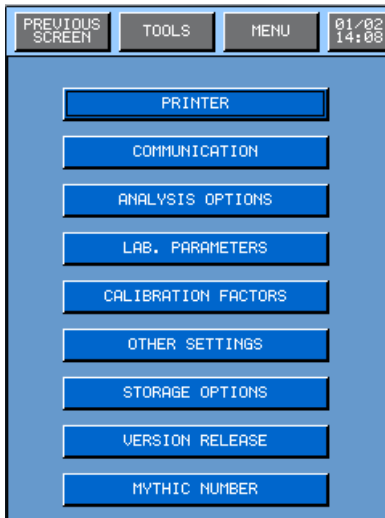 PREVIOUS
SCREEN
TOOLS
MENU
01/02
14:08
PRINTER
COMMUNICATION
ANALYSIS OPTIONS
LAB. PARAMETERS
CALIBRATION FACTORS
OTHER SETTINGS
STORAGE OPTIONS
VERSION RELEASE
MYTHIC NUMBER